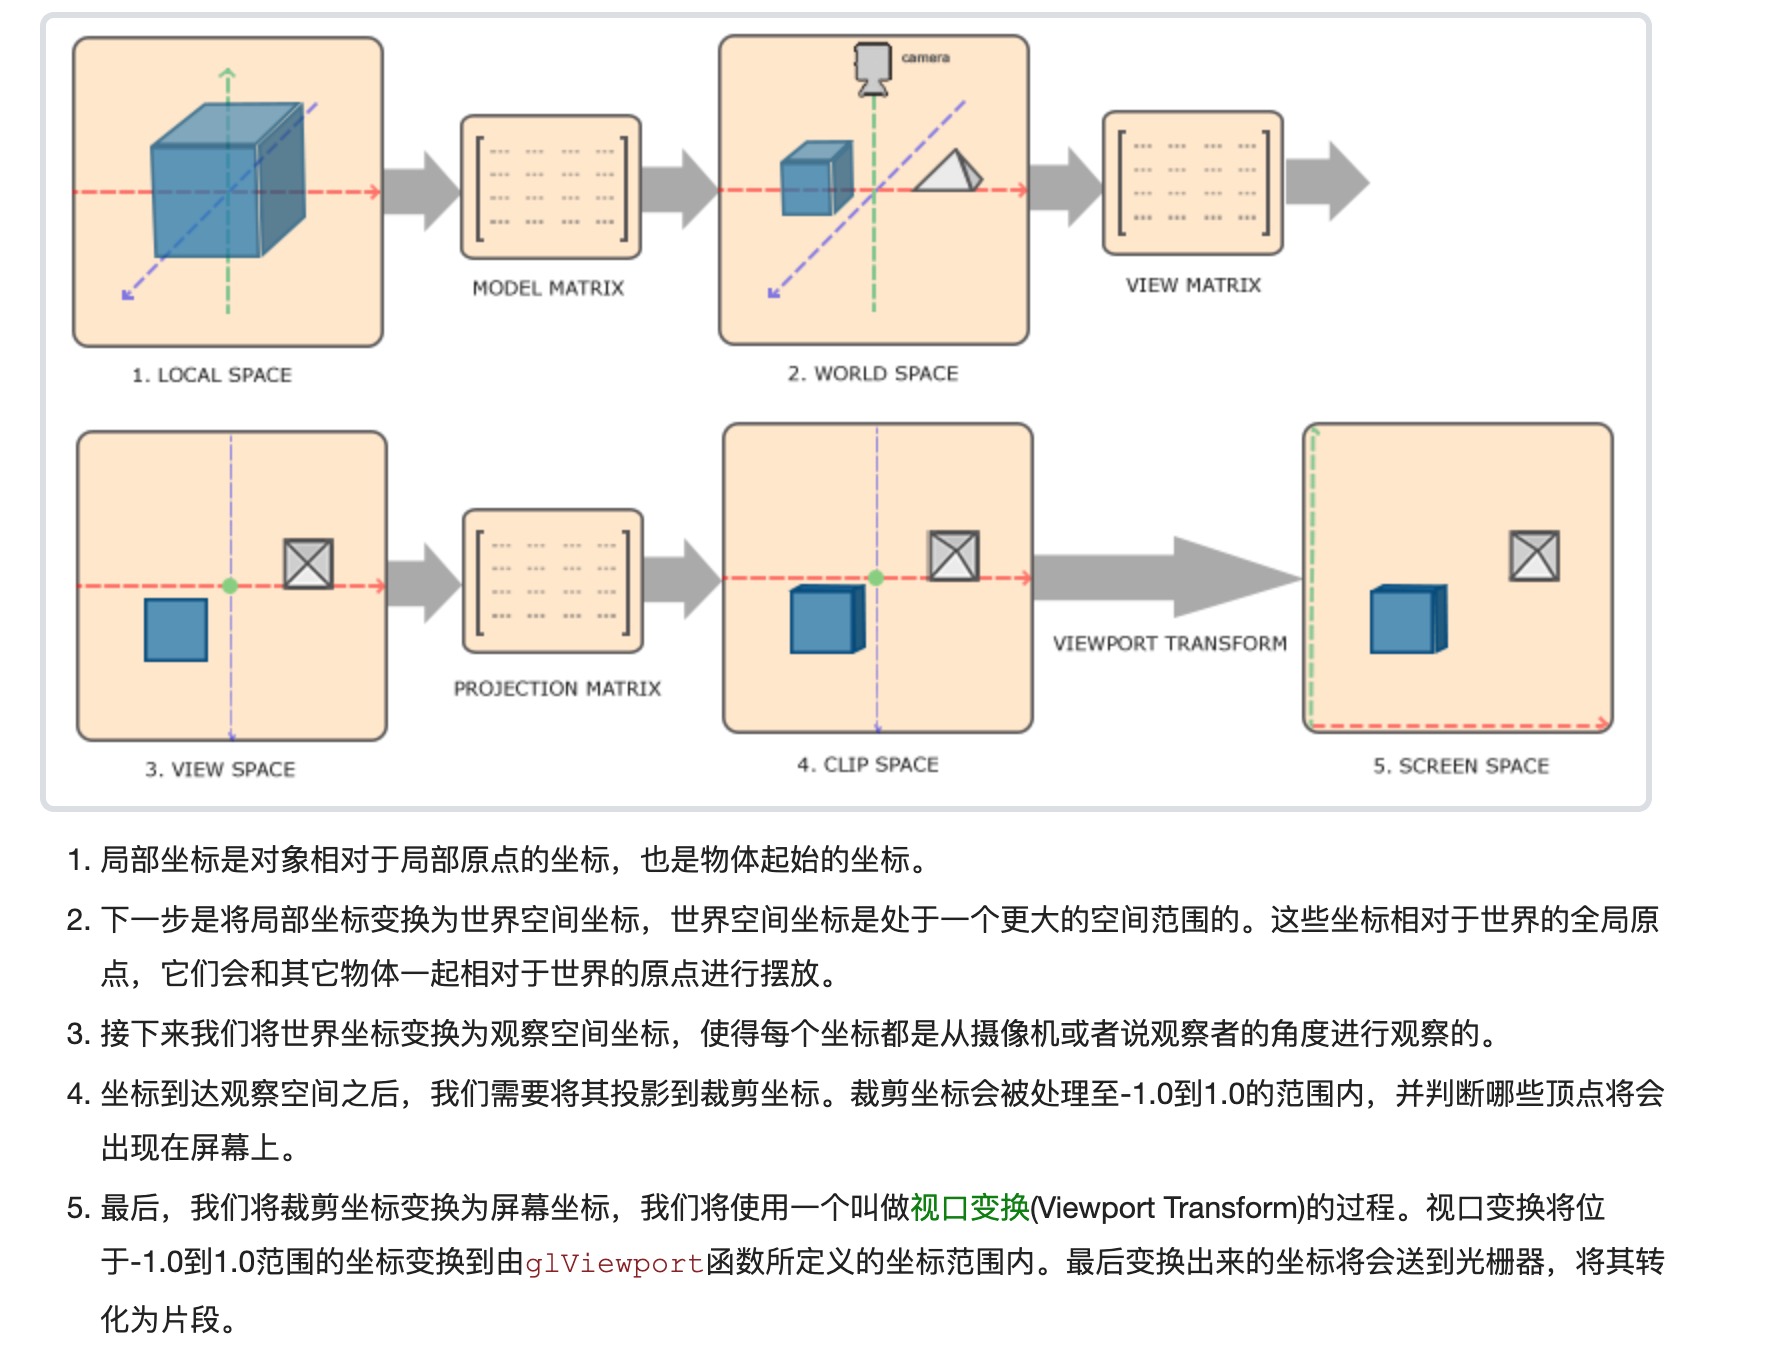 camera
MODEL MATRIX
VIEW MATRIX
1. LOCAL SPACE
2. WORLD SPACE
VIEWPORT TRANSFORM
PROJECTION MATRIX
3. VIEW SPACE
4. CLIP SPACE
5. SCREEN SPACE
1. 局部坐标是对象相对于局部原点的坐标，也是物体起始的坐标。
2. 下一步是将局部坐标变换为世界空间坐标，世界空间坐标是处于一个更大的空间范围的。这些坐标相对于世界的全局原
点，它们会和其它物体一起相对于世界的原点进行摆放。
3. 接下来我们将世界坐标变换为观察空间坐标，使得每个坐标都是从摄像机或者说观察者的角度进行观察的。
4. 坐标到达观察空间之后，我们需要将其投影到裁剪坐标。裁剪坐标会被处理至-1.0到1.0的范围内，并判断哪些顶点将会
出现在屏幕上。
5. 最后，我们将裁剪坐标变换为屏幕坐标，我们将使用一个叫做视口变换(Viewport Transform)的过程。视口变换将位
于-1.0到1.0范围的坐标变换到由glViewport函数所定义的坐标范围内。最后变换出来的坐标将会送到光栅器，将其转
化为片段。